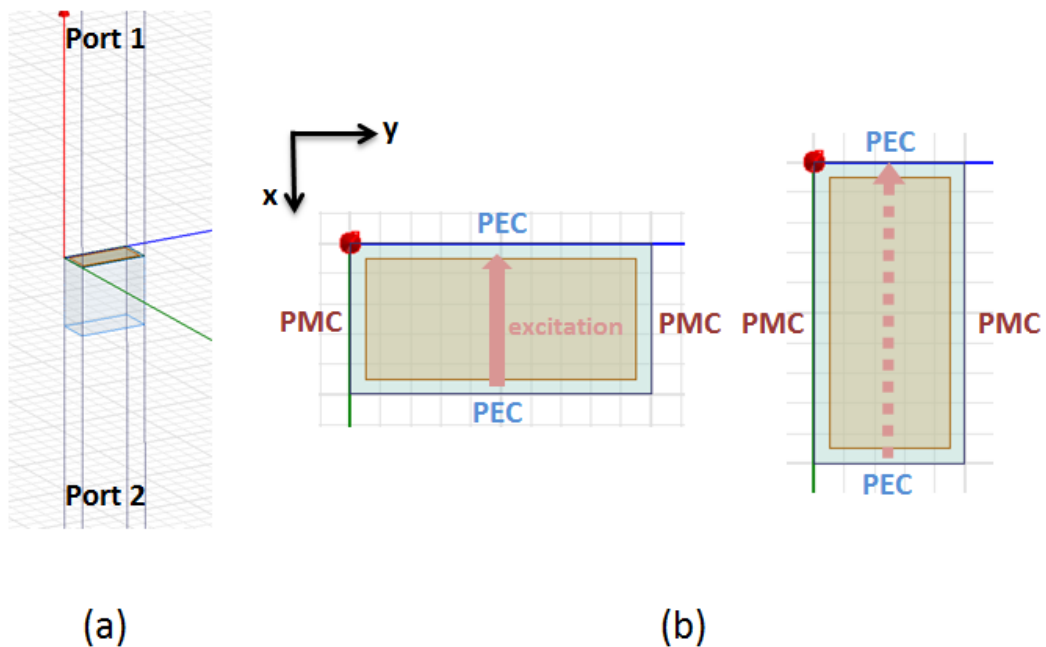 Port 1
Port 2
(a)
y
x
PEC
PMC
excitation
PMC
PEC
PEC
PMC
PMC
PEC
(b)